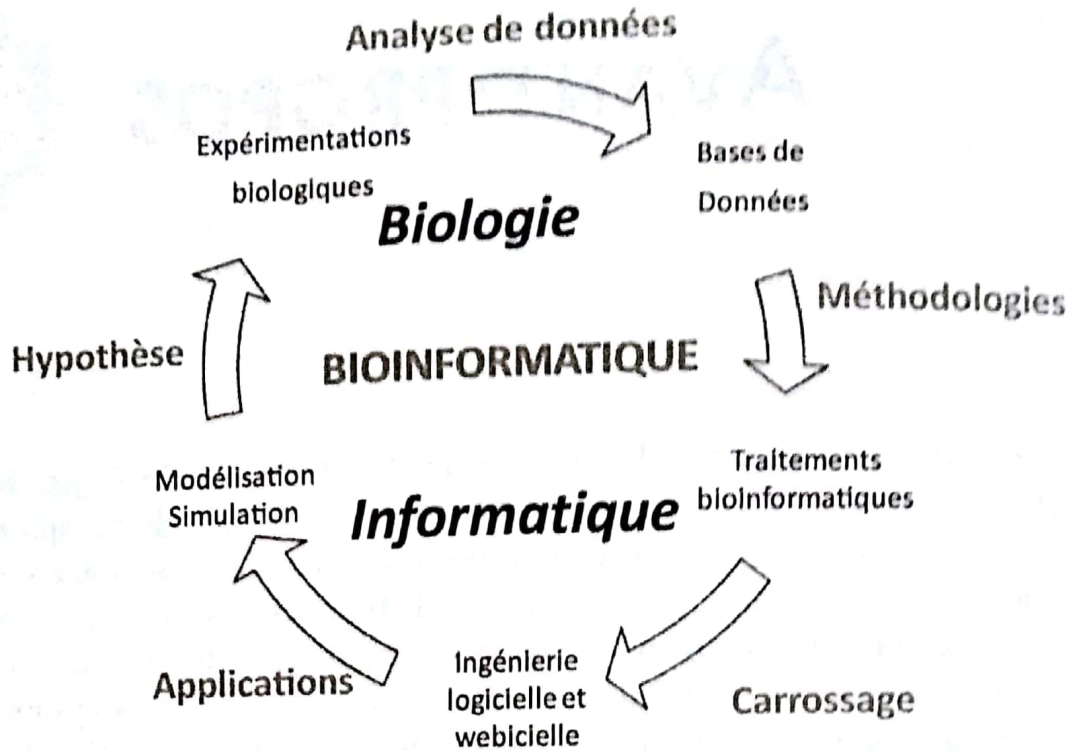 Analyse de données
Expérimentations
biologiques
Bases de
Données
Biologie
Méthodologies
Hypothèse
BIOINFORMATIQUE
Modélisation
Simulation
Traitements
bioinformatiques
Informatique
Applications
Ingénierie
logicielle et
webicielle
Carrossage